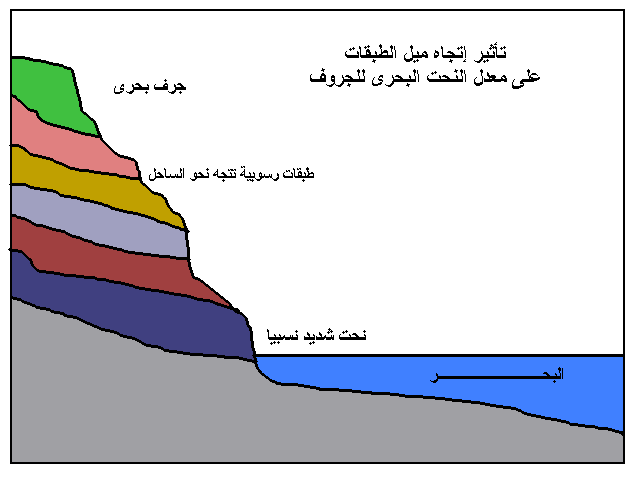 تأثير إتجاه ميل الطبقات
على معدل النحت البحرى للجروف
جرف بحرى
طبقات رسوبية تتجه نحو الساحل
نحت شديد نسبيا
البحـــــــــــــــــر